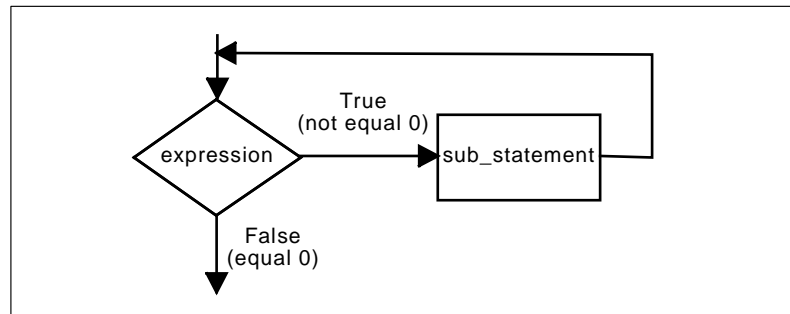 True
(not equal 0)
expression
sub_statement
False
(equal 0)